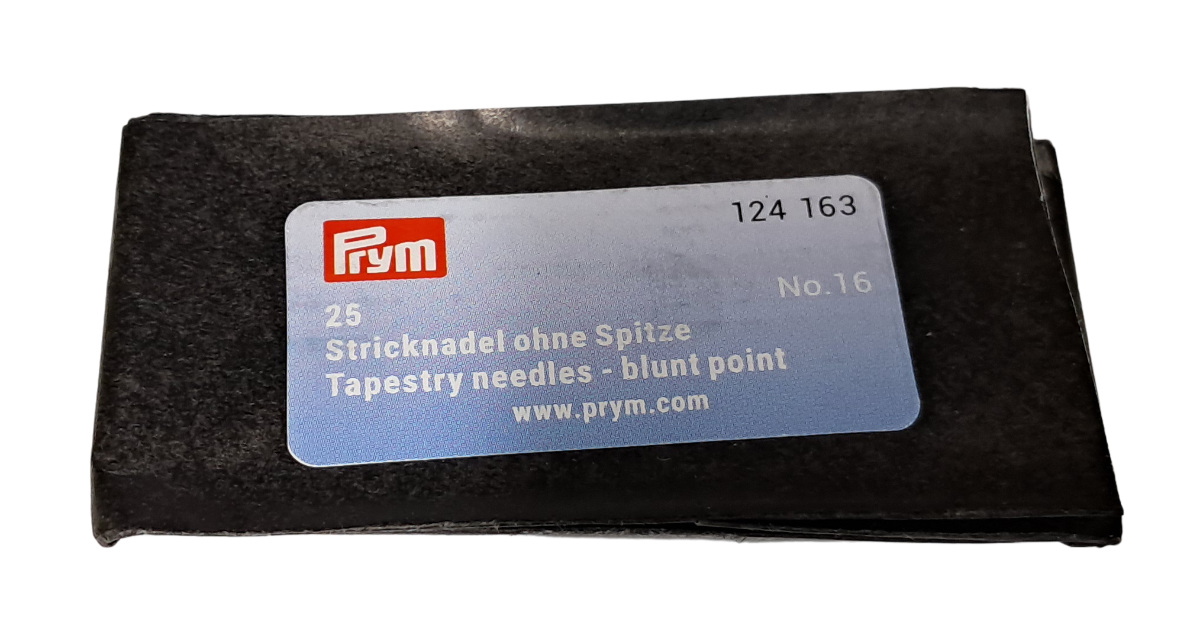 Prym
124 163
No.16
25
Stricknadel ohne Spitze
Tapestry needles - blunt point
www.prym.com